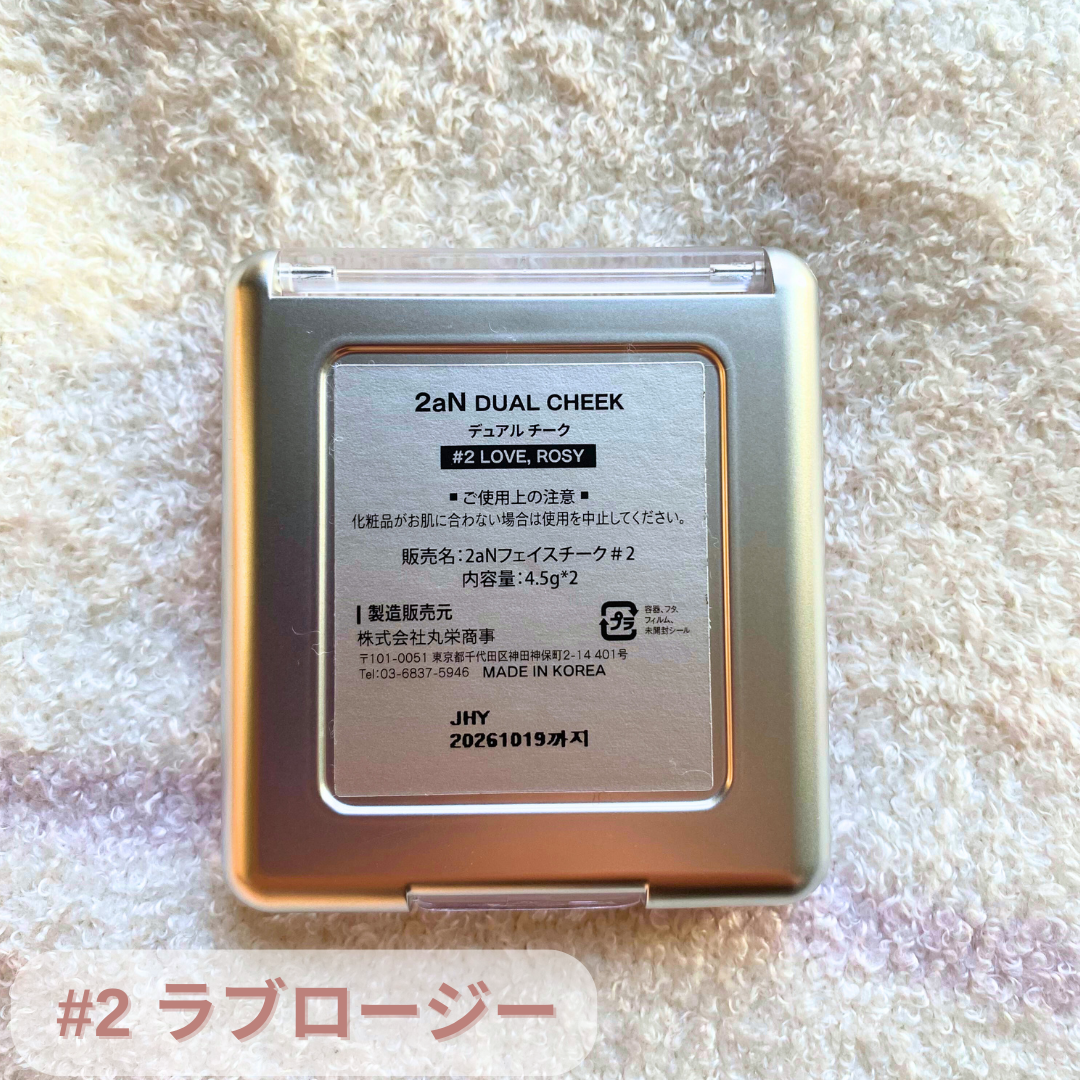 2aN DUAL CHEEK
デュアル チーク
#2 LOVE, ROSY
■ ご使用上の注意 ■
化粧品がお肌に合わない場合は使用を中止してください。
販売名:2aNフェイスチーク#2
内容量:4.5g*2
製造販売元
株式会社丸栄商事
〒101-0051 東京都千代田区神田神保町2-14 401号
Tel:03-6837-5946 MADE IN KOREA
プラ
容器、フタ、
フィルム、
未開封シール
JHY
20261019까지
#2 ラブロージー